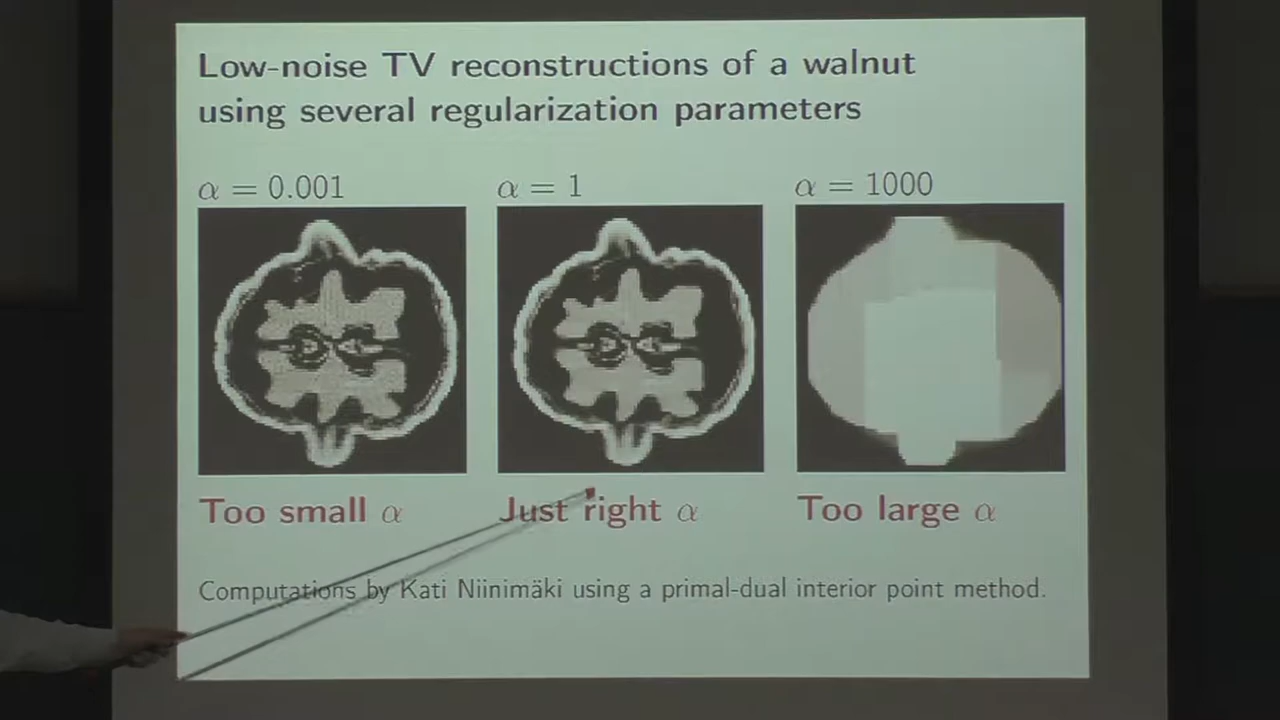 Low-noise TV reconstructions of a walnut
using several regularization parameters
α = 0.001
α = 1
α = 1000
Too small α
Just right α
Too large α
Computations by Kati Niinimäki using a primal-dual interior point method.